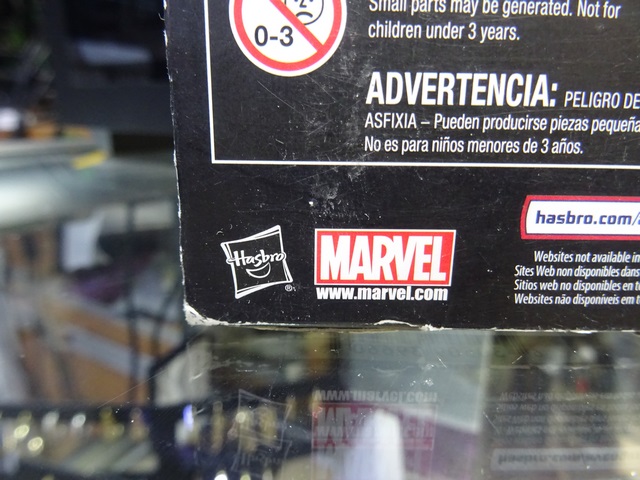 0-3
Small parts may be generated. Not for
children under 3 years.
ADVERTENCIA: PELIGRO DE
ASFIXIA – Pueden producirse piezas pequeña
No es para niños menores de 3 años.
hasbro.com/
Hasbro ®
MARVEL
www.marvel.com
Websites not available in
Sites Web non disponibles dans
Sitios web no disponibles en t
Websites não disponíveis em t